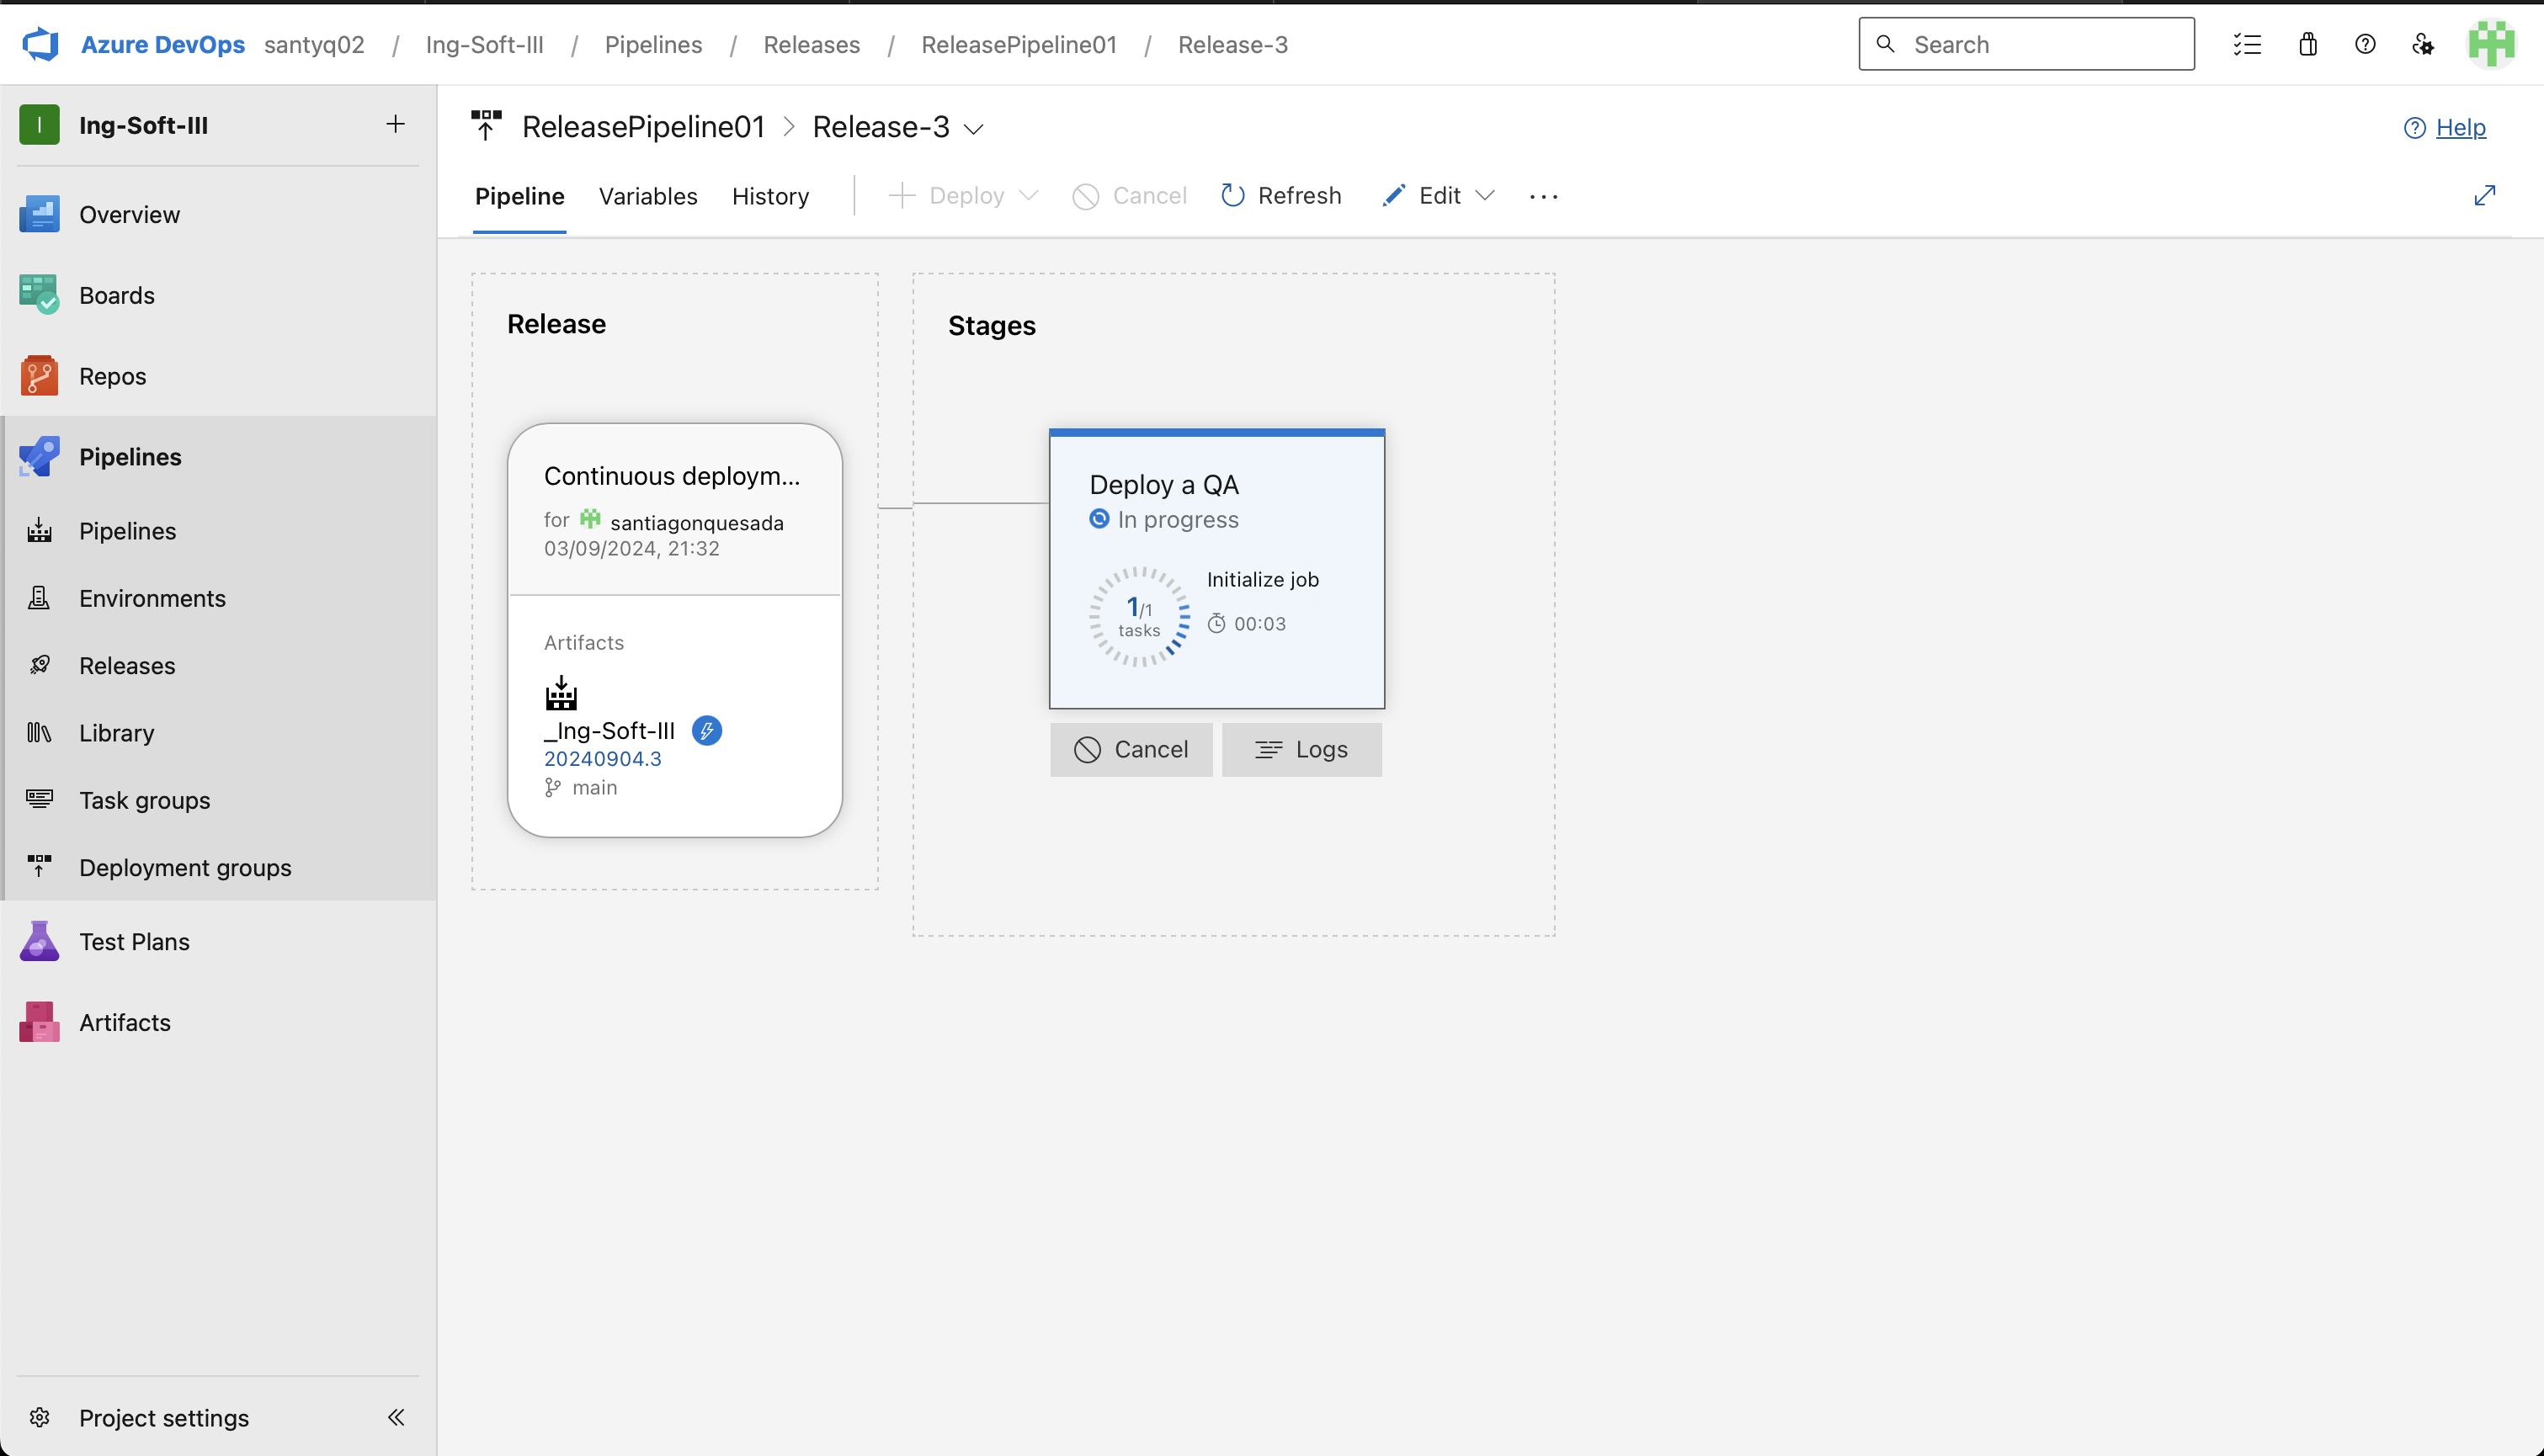 Azure DevOps santyq02 / Ing-Soft-III / Pipelines / Releases / ReleasePipeline01 / Release-3
Search
I Ing-Soft-III
Overview
Boards
Repos
Pipelines
Pipelines
Environments
Releases
Library
Task groups
Deployment groups
Test Plans
Artifacts
Project settings
ReleasePipeline01 > Release-3
Help
Pipeline Variables History Deploy Cancel Refresh Edit ...
Release
Continuous deploym...
for santiagonquesada
03/09/2024, 21:32
Artifacts
_Ing-Soft-III
20240904.3
main
Stages
Deploy a QA
In progress
1/1
tasks
Initialize job
00:03
Cancel
Logs